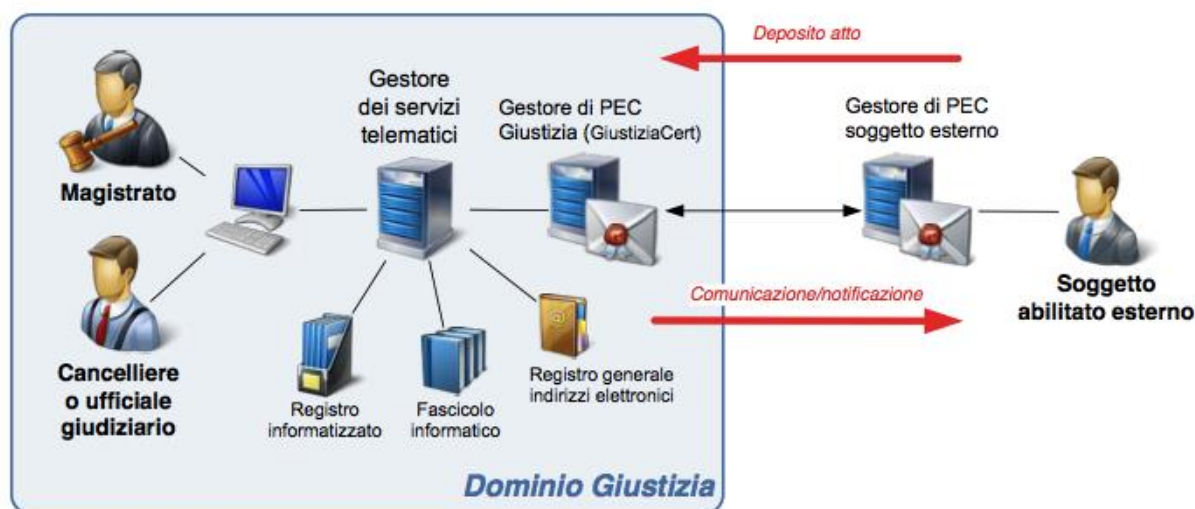 Deposito atto
Gestore
dei servizi
telematici
Gestore di PEC
Giustizia (GiustiziaCert)
Gestore di PEC
soggetto esterno
Magistrato
Comunicazione/notificazione
Soggetto
abilitato esterno
Cancelliere
o ufficiale
giudiziario
Registro
informatizzato
Fascicolo
informatico
Registro generale
indirizzi elettronici
@
Dominio Giustizia